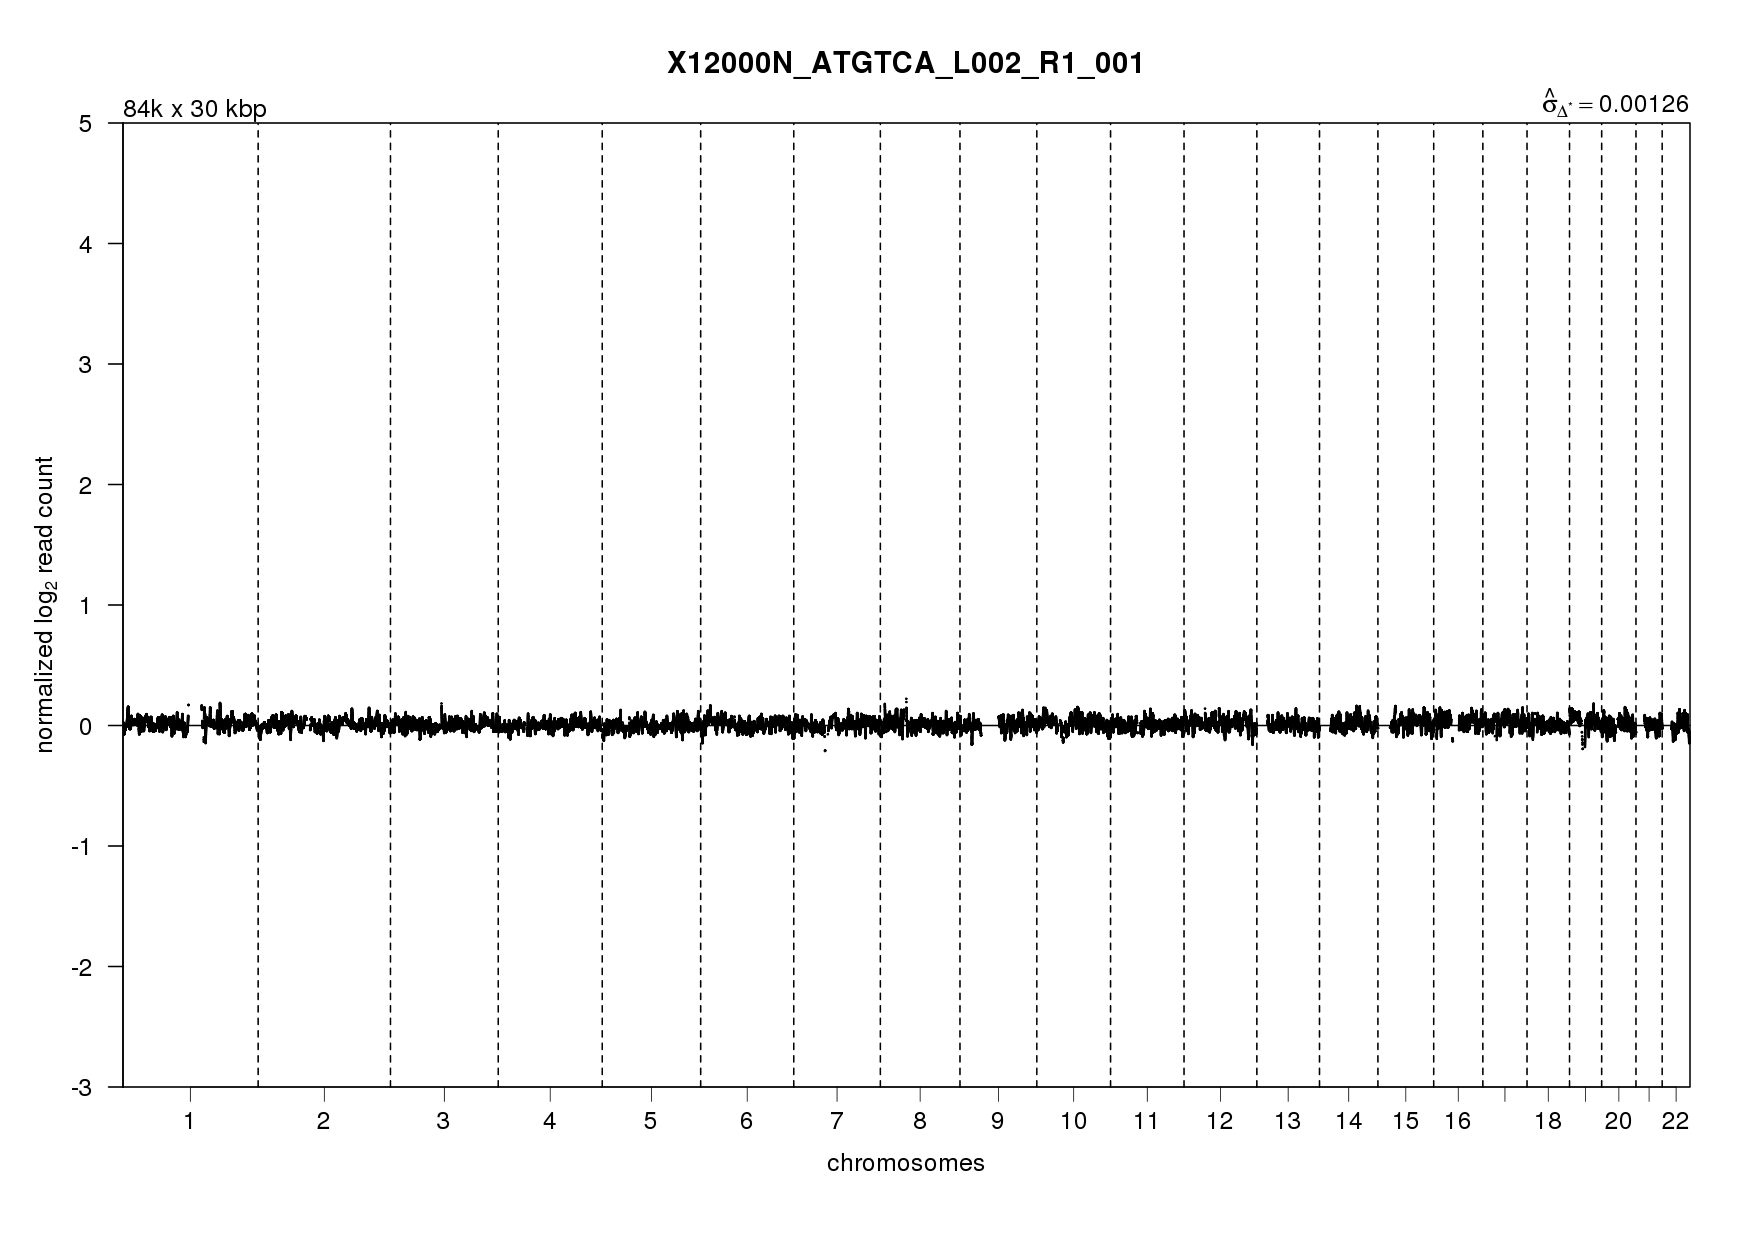 X12000N_ATGTCA_L002_R1_001
84k x 30 kbp
σ̂Δ* = 0.00126
5
4
3
2
1
0
-1
-2
-3
normalized log₂ read count
1 2 3 4 5 6 7 8 9 10 11 12 13 14 15 16 18 20 22
chromosomes